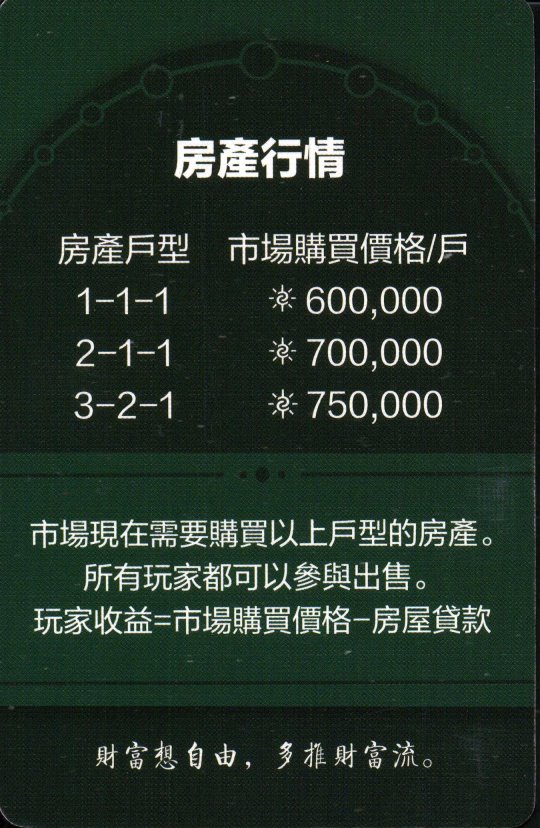 房產行情
房產戶型 市場購買價格/戶
1-1-1 600,000
2-1-1 700,000
3-2-1 750,000
市場現在需要購買以上戶型的房產。
所有玩家都可以參與出售。
玩家收益=市場購買價格-房屋貸款
財富想自由，多推財富流。